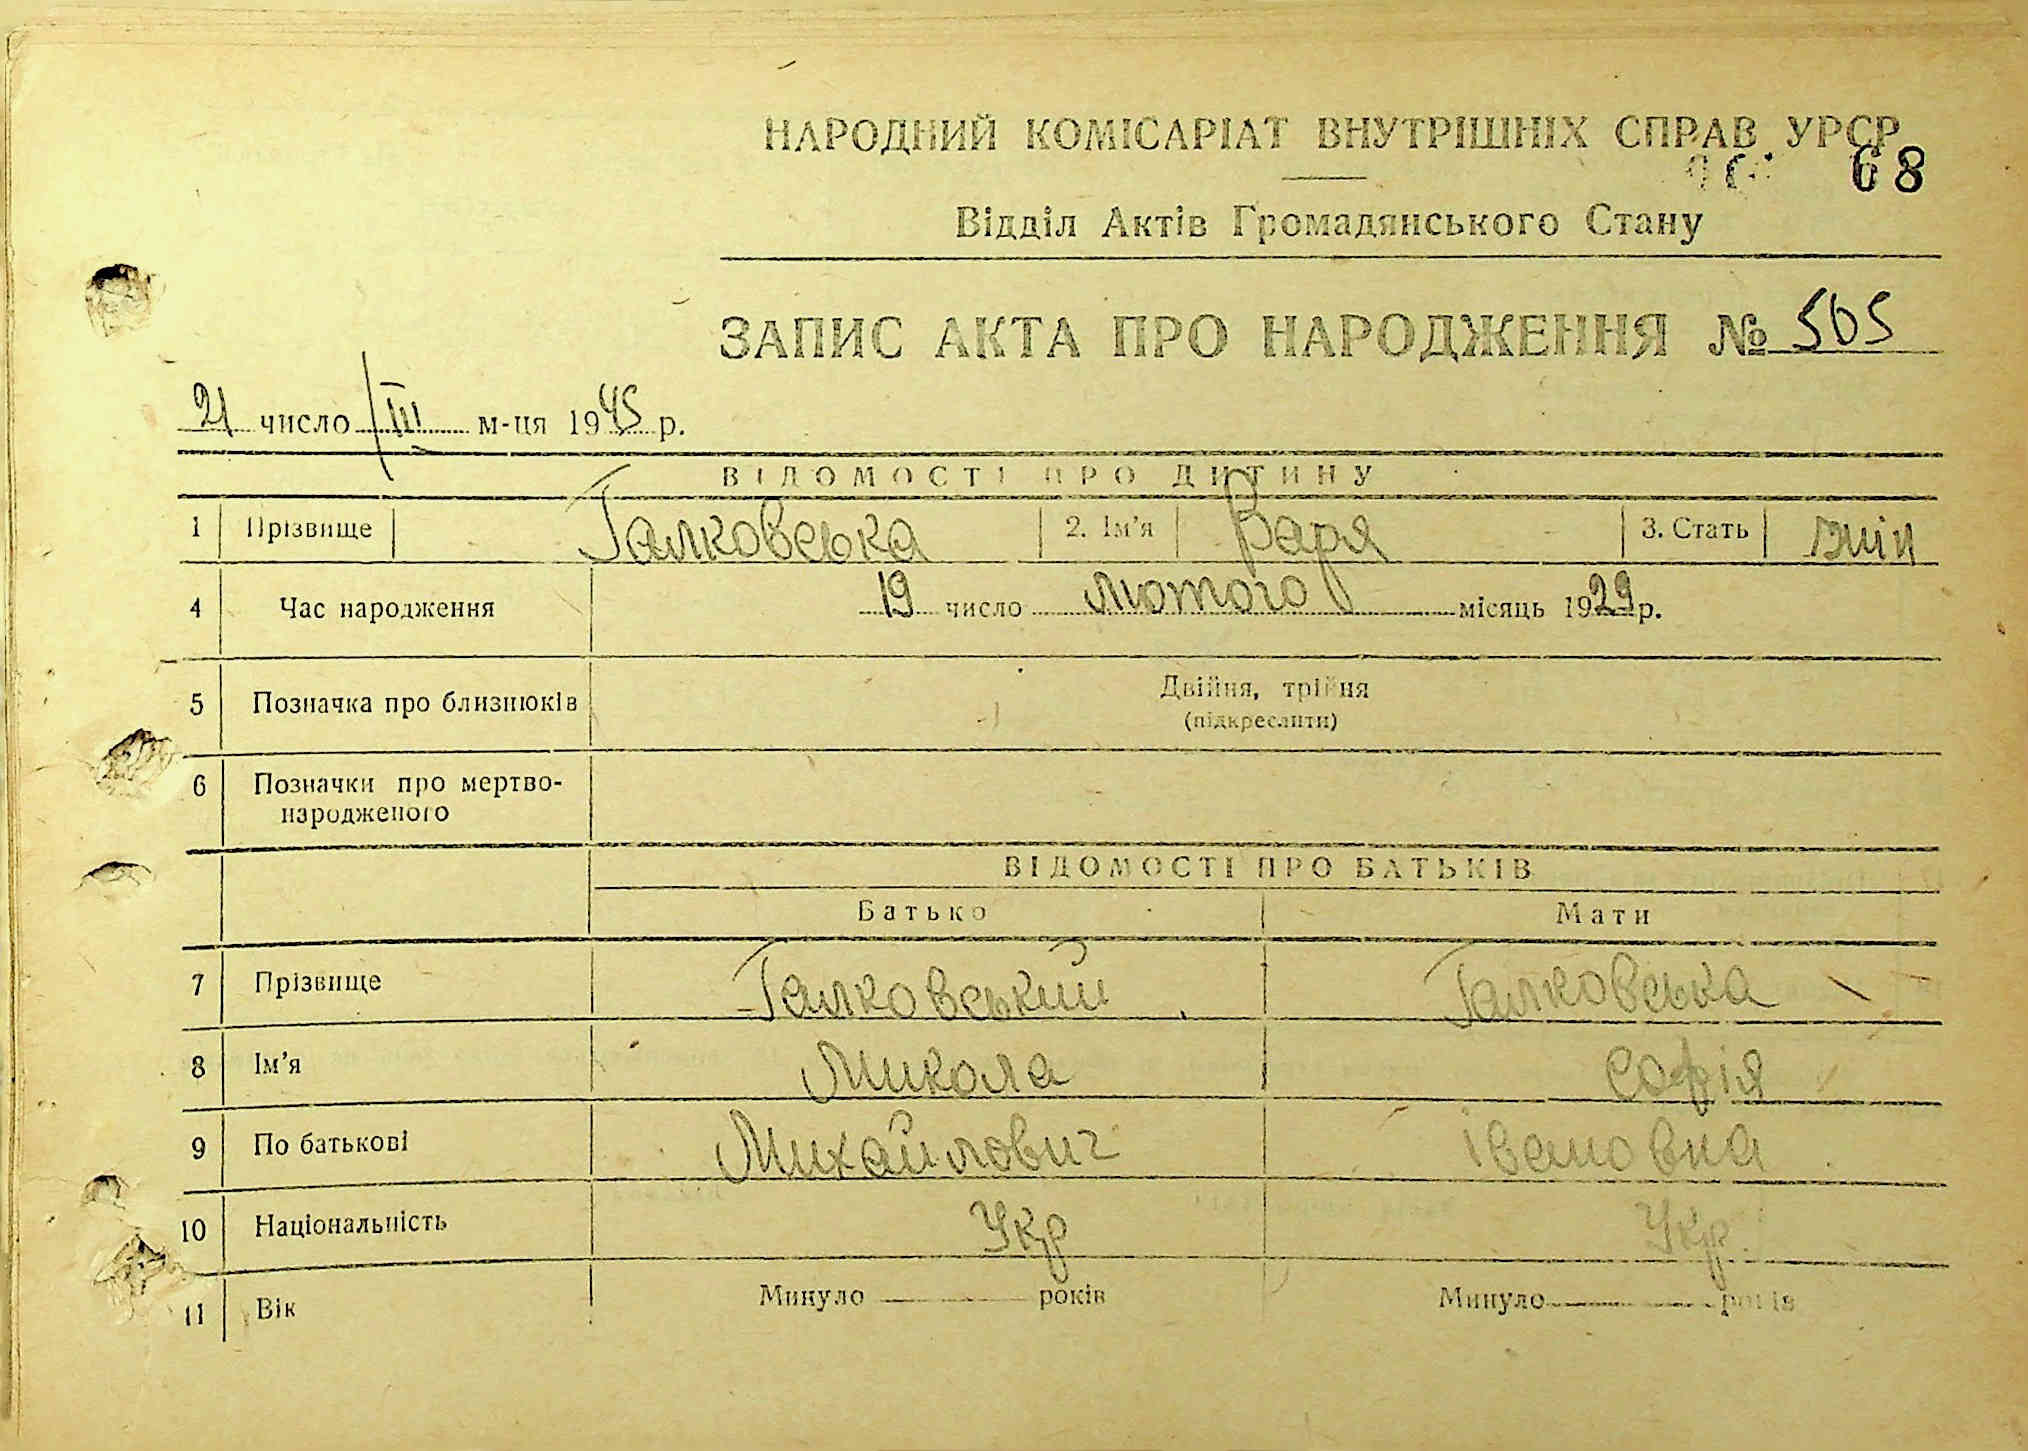 НАРОДНИЙ КОМІСАРІАТ ВНУТРІШНІХ СПРАВ УРСР
68
Відділ Актів Громадянського Стану
ЗАПИС АКТА ПРО НАРОДЖЕННЯ № 505
21 число III м-ця 1945 р.
ВІДОМОСТІ ПРО ДИТИНУ
1 Прізвище Галковська 2. Ім'я Варя 3. Стать жін
4 Час народження 19 число лютого місяць 1929 р.
5 Позначка про близнюків Двійня, трійня
(підкреслити)
6 Позначки про мертво-
народженого
ВІДОМОСТІ ПРО БАТЬКІВ
Батько Мати
7 Прізвище Галковський Галковська
8 Ім'я Микола Софія
9 По батькові Михайлович Івановна
10 Національність Укр Укр.
11 Вік Минуло років Минуло років